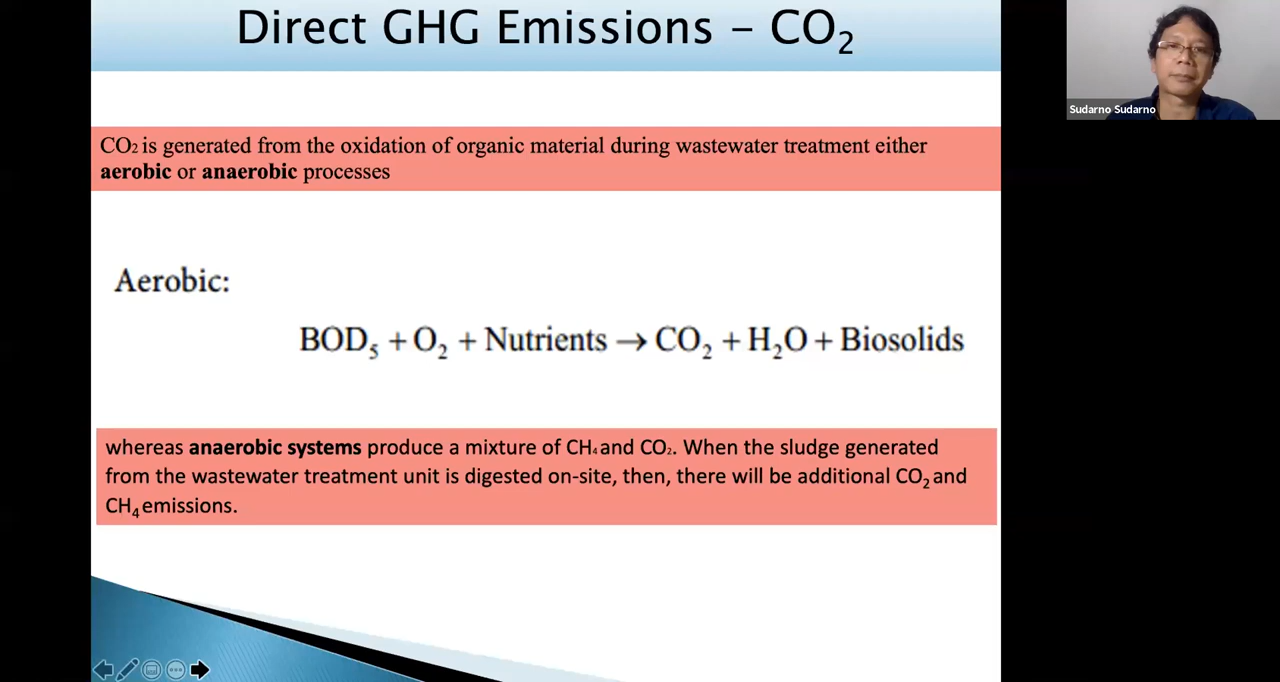 Direct GHG Emissions – CO₂
Sudarno Sudarno
CO₂ is generated from the oxidation of organic material during wastewater treatment either
aerobic or anaerobic processes
Aerobic:
BOD₅ + O₂ + Nutrients → CO₂ + H₂O + Biosolids
whereas anaerobic systems produce a mixture of CH₄ and CO₂. When the sludge generated
from the wastewater treatment unit is digested on-site, then, there will be additional CO₂ and
CH₄ emissions.